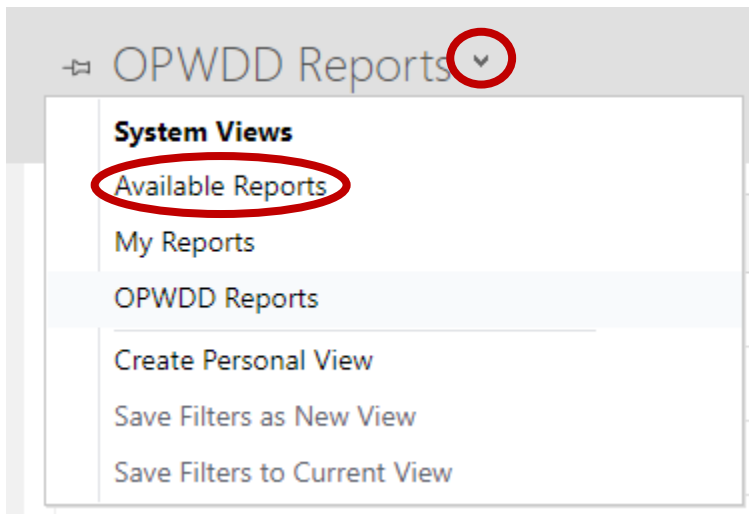 OPWDD Reports
System Views
Available Reports
My Reports
OPWDD Reports
Create Personal View
Save Filters as New View
Save Filters to Current View